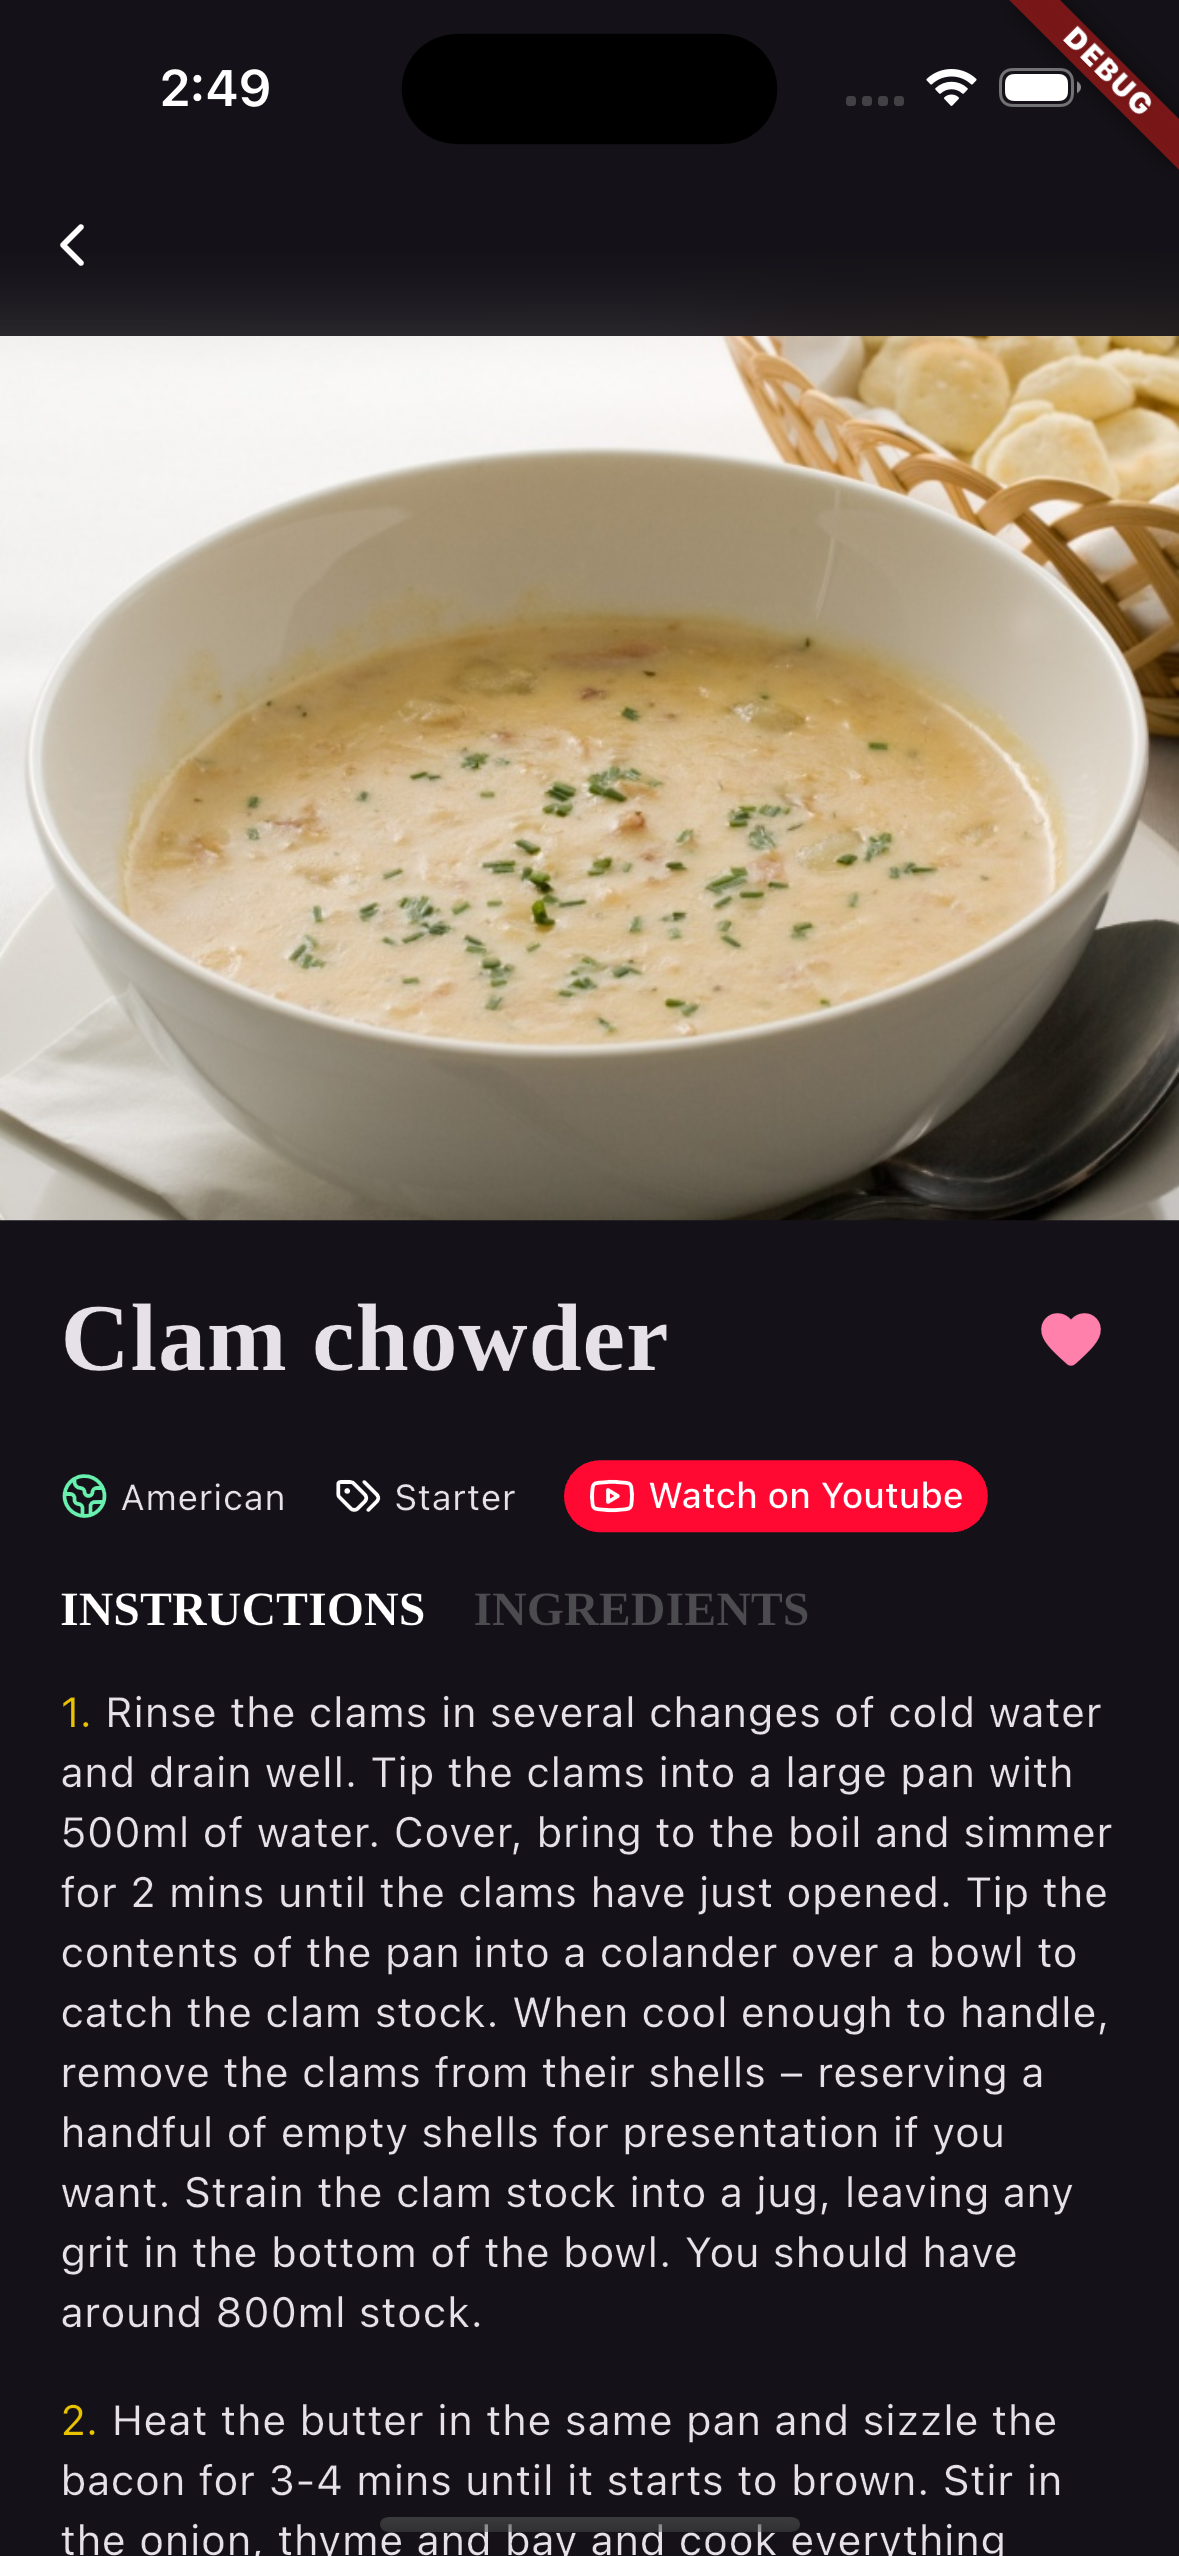 2:49
DEBUG
Clam chowder
American
Starter
Watch on Youtube
INSTRUCTIONS
INGREDIENTS
1. Rinse the clams in several changes of cold water
and drain well. Tip the clams into a large pan with
500ml of water. Cover, bring to the boil and simmer
for 2 mins until the clams have just opened. Tip the
contents of the pan into a colander over a bowl to
catch the clam stock. When cool enough to handle,
remove the clams from their shells – reserving a
handful of empty shells for presentation if you
want. Strain the clam stock into a jug, leaving any
grit in the bottom of the bowl. You should have
around 800ml stock.
2. Heat the butter in the same pan and sizzle the
bacon for 3-4 mins until it starts to brown. Stir in
the onion, thyme and bay and cook everything